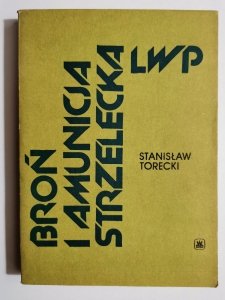 BROŃ
I AMUNICJA
STRZELECKA
LWP
STANISŁAW
TORECKI